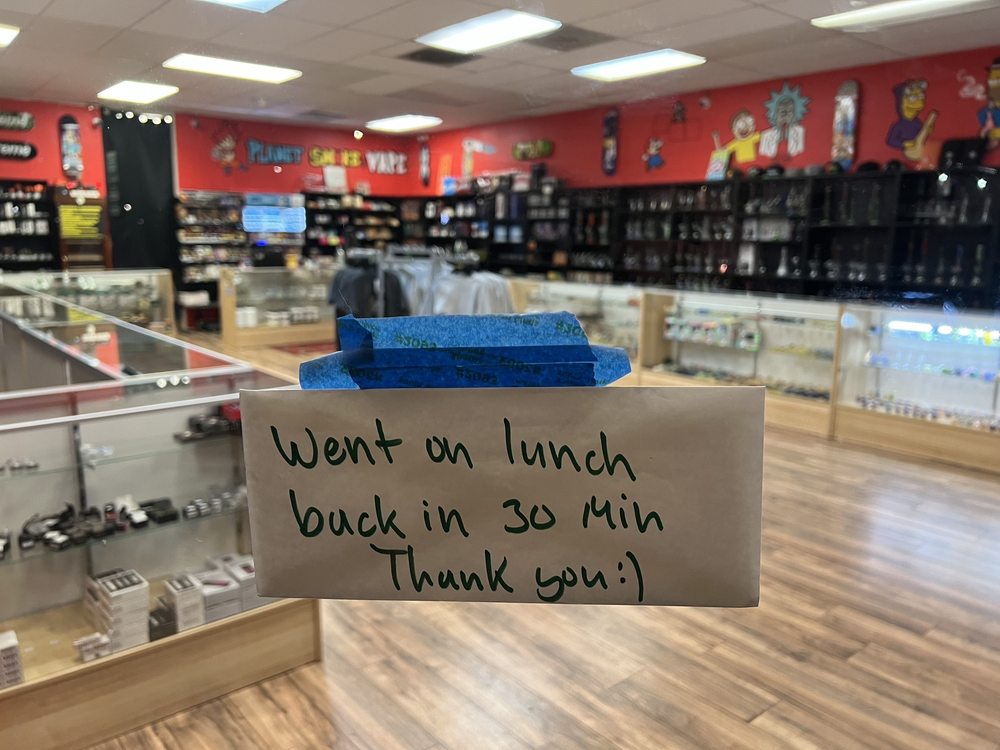 PLANET SMOKE VAPE
Went on lunch
back in 30 Min
Thank you:)